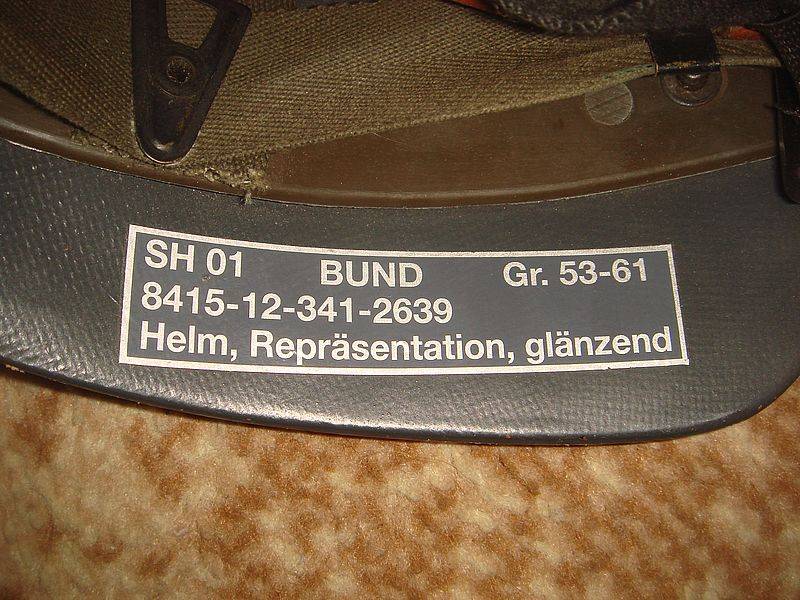 SH 01 BUND Gr. 53-61
8415-12-341-2639
Helm, Repräsentation, glänzend